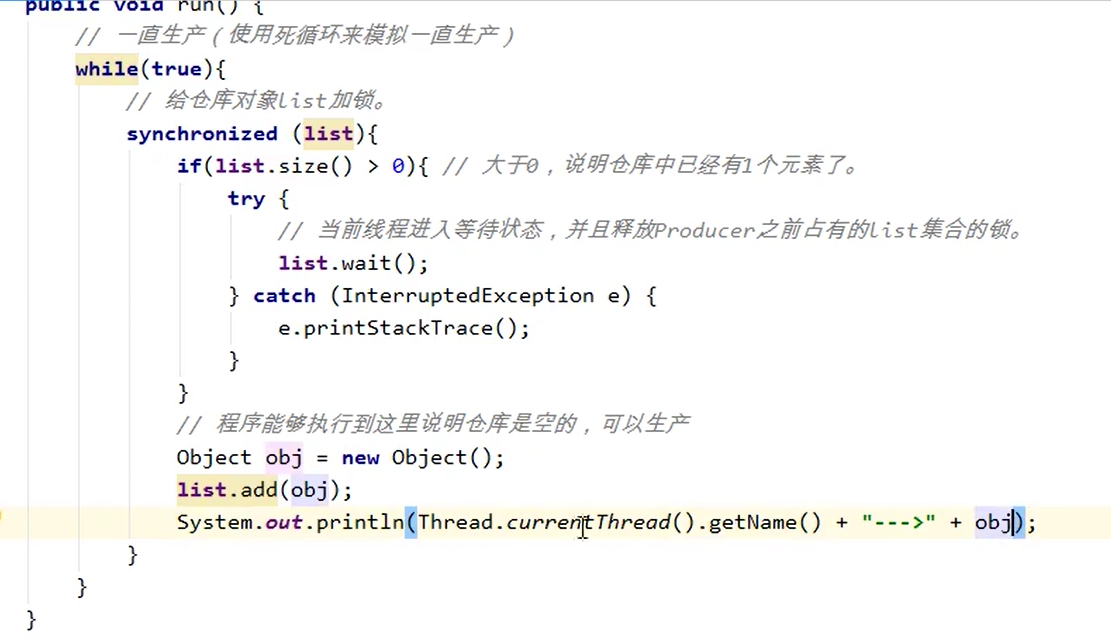 public void run() {
// 一直生产（使用死循环来模拟一直生产）
while(true){
// 给仓库对象list加锁。
synchronized (list){
if(list.size() > 0){ // 大于0，说明仓库中已经有1个元素了。
try {
// 当前线程进入等待状态，并且释放Producer之前占有的list集合的锁。
list.wait();
} catch (InterruptedException e) {
e.printStackTrace();
}
}
// 程序能够执行到这里说明仓库是空的，可以生产
Object obj = new Object();
list.add(obj);
System.out.println(Thread.currentThread().getName() + "--->" + obj);
}
}
}